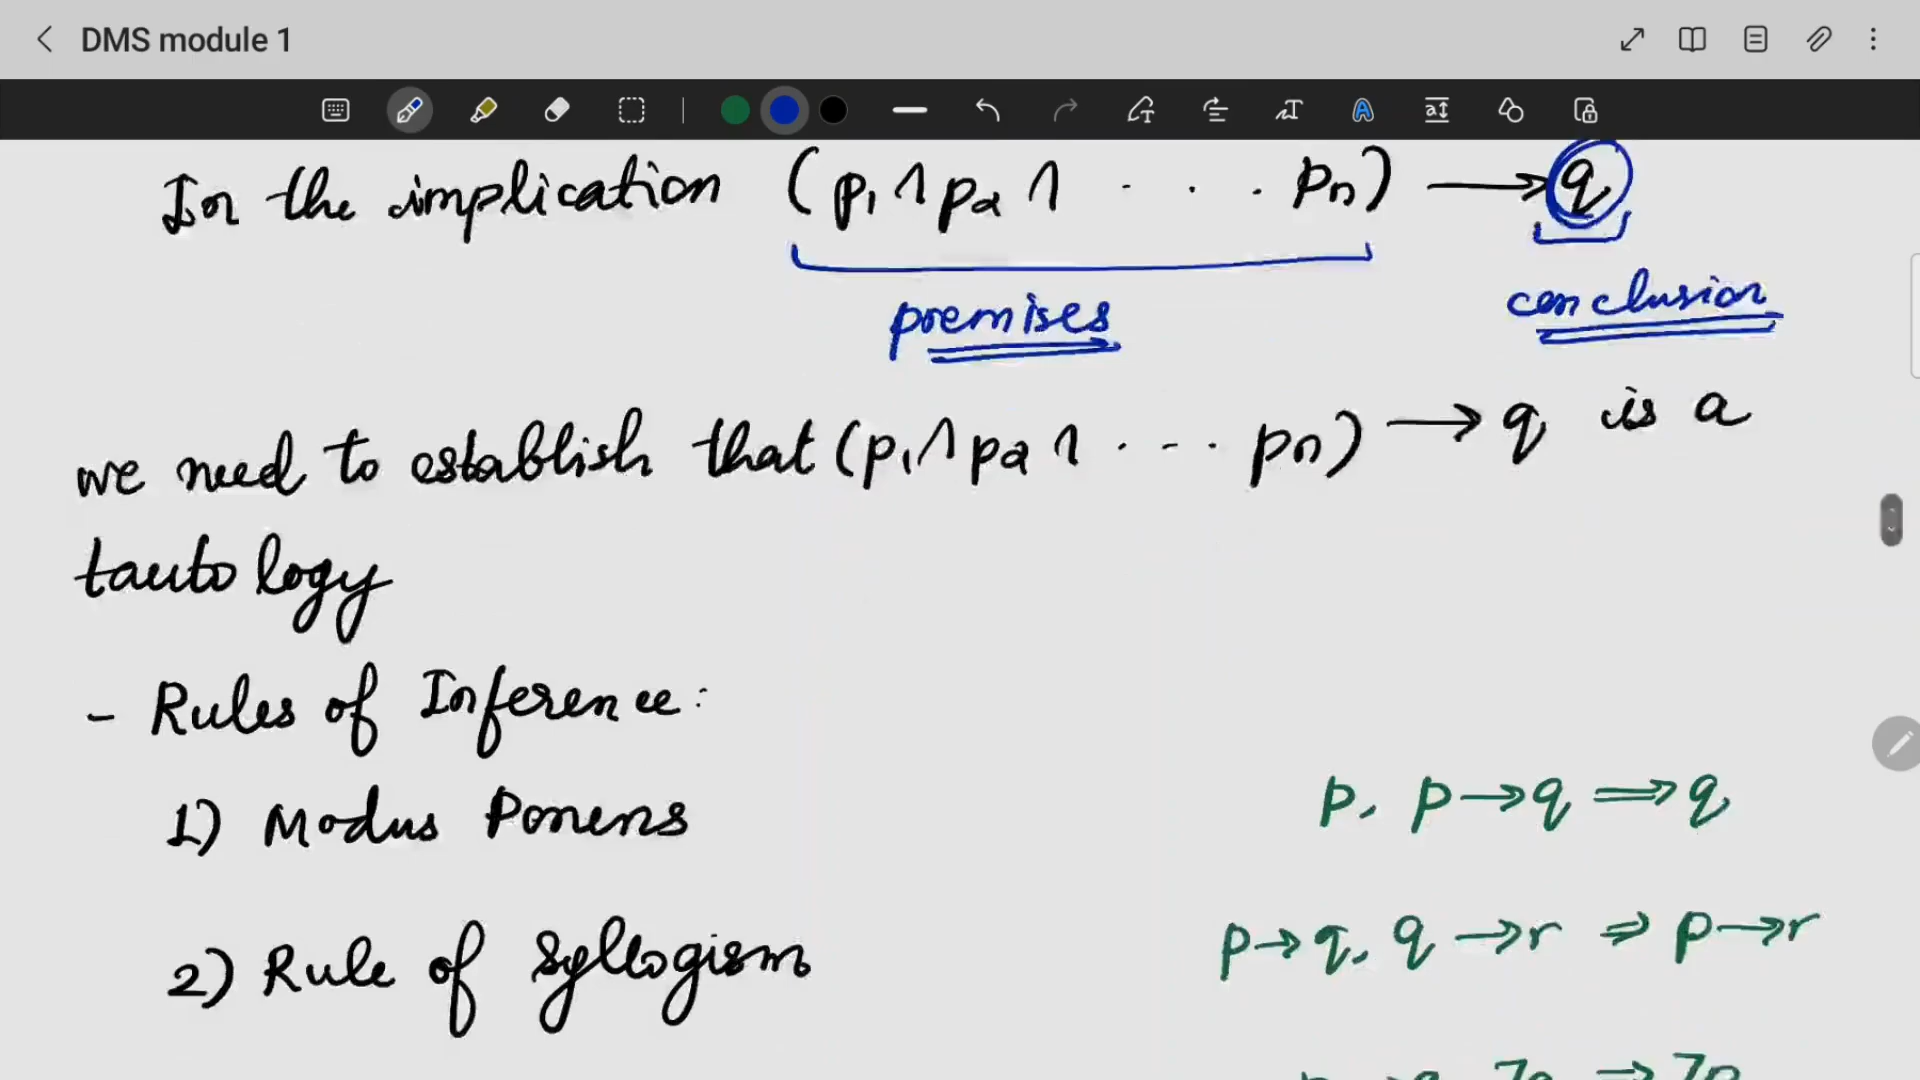 DMS module 1
In the implication (p₁ ∧ p₂ ∧ . . . pₙ) → q
premises
conclusion
we need to establish that (p₁ ∧ p₂ ∧ . - - . pₙ) → q is a
tautology
- Rules of Inference:
1) Modus Ponens
p, p → q ⟹ q
2) Rule of Syllogism
p → q, q → r ⇒ p → r